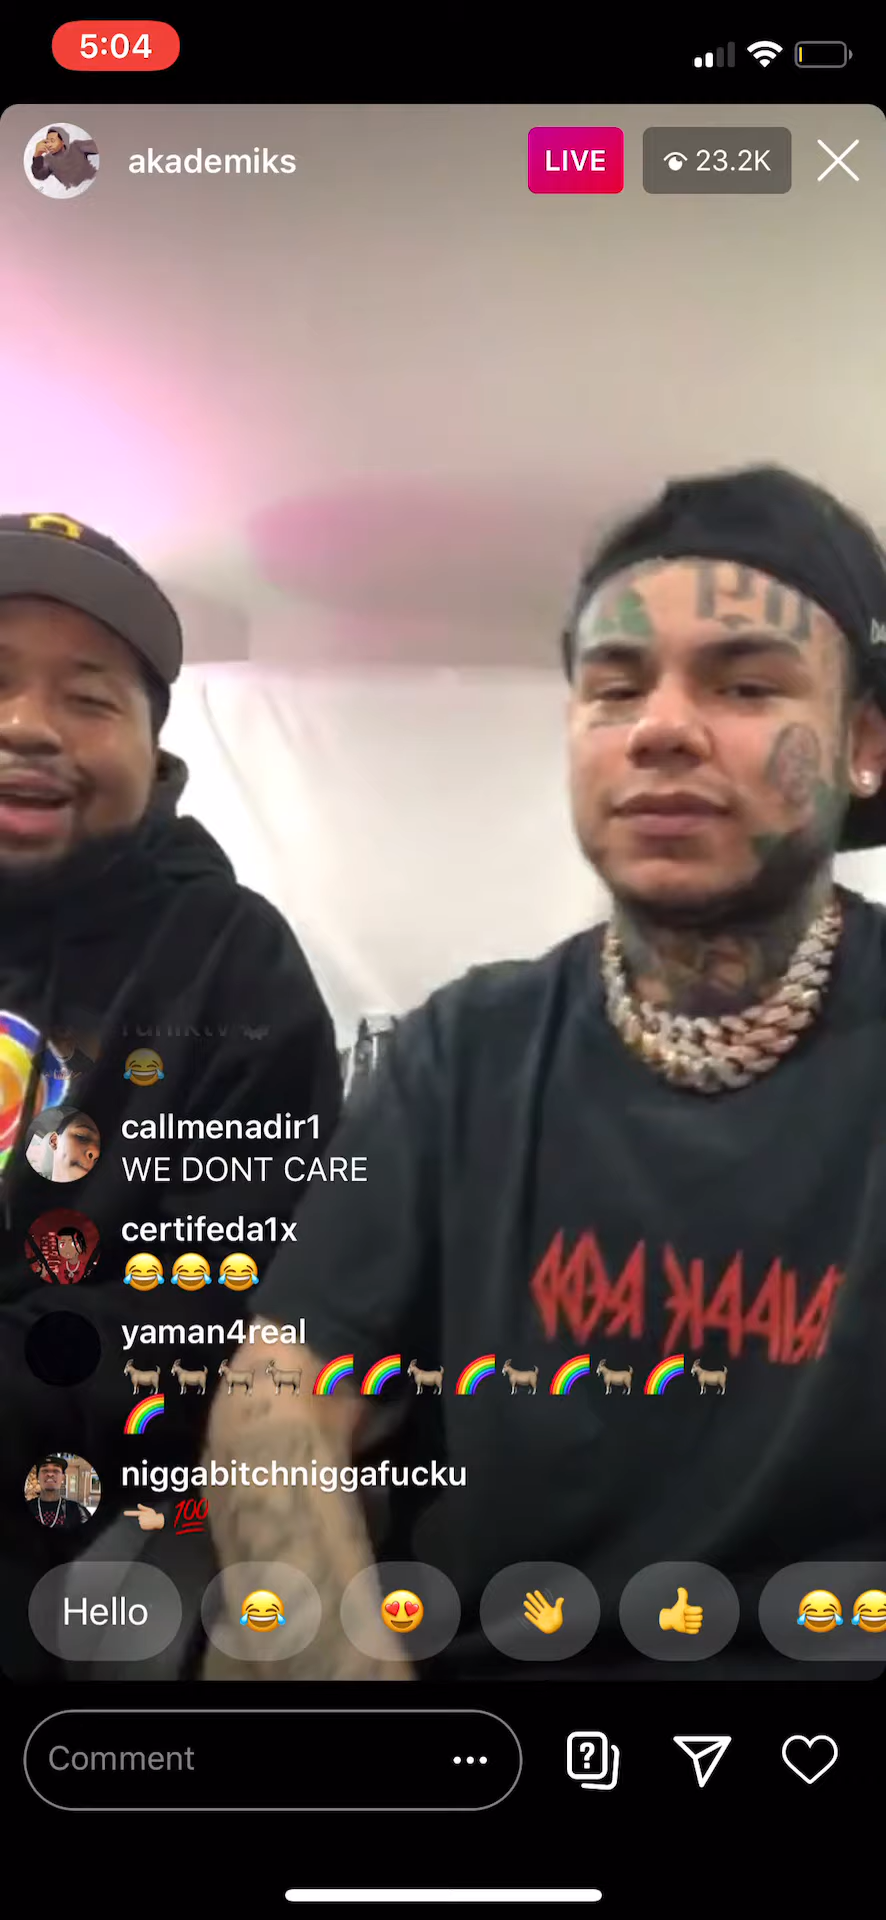 5:04
akademiks
LIVE
23.2K
callmenadir1
WE DONT CARE
certifeda1x
😂😂😂
yaman4real
🐐🐐🐐🐐🌈🌈🐐🌈🐐🌈🐐🌈🐐
🌈
niggabitchniggafucku
👈🏼💯
Hello
Comment